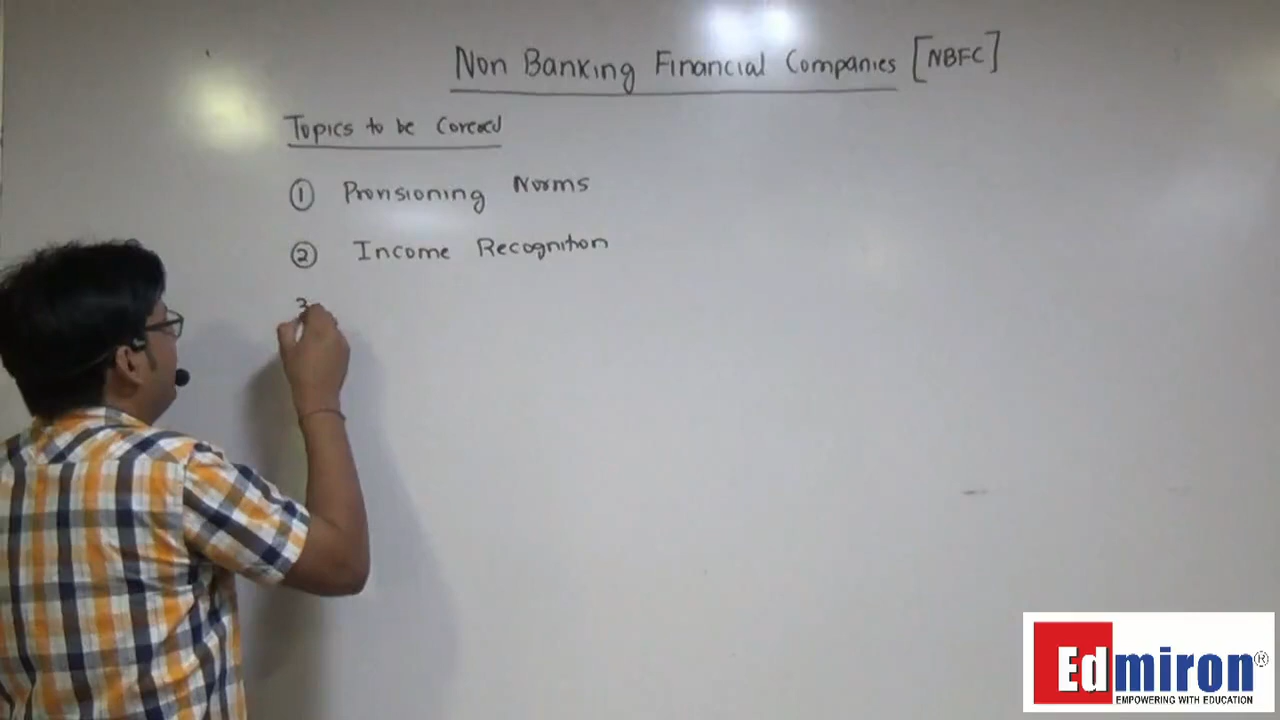 Non Banking Financial Companies [NBFC]
Topics to be Covered
① Provisioning Norms
② Income Recognition
3
Edmiron®
EMPOWERING WITH EDUCATION